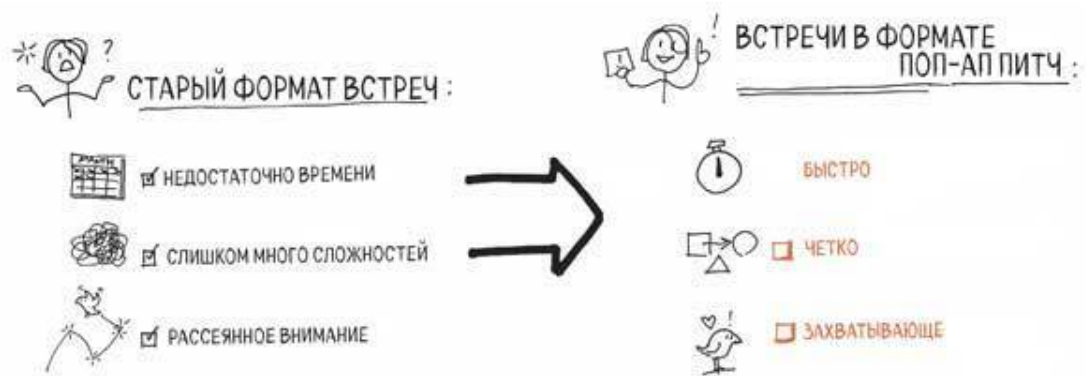 СТАРЫЙ ФОРМАТ ВСТРЕЧ:
НЕДОСТАТОЧНО ВРЕМЕНИ
СЛИШКОМ МНОГО СЛОЖНОСТЕЙ
РАССЕЯННОЕ ВНИМАНИЕ
ВСТРЕЧИ В ФОРМАТЕ
ПОП-АП ПИТЧ:
БЫСТРО
ЧЕТКО
ЗАХВАТЫВАЮЩЕ